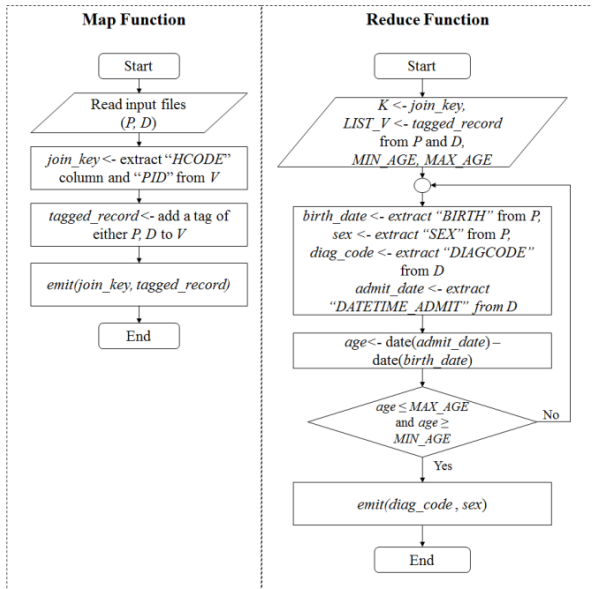 Map Function
Start
Read input files
(P, D)
join_key <- extract “HCODE”
column and “PID” from V
tagged_record<- add a tag of
either P, D to V
emit(join_key, tagged_record)
End
Reduce Function
Start
K <- join_key,
LIST_V <- tagged_record
from P and D,
MIN_AGE, MAX_AGE
birth_date <- extract “BIRTH” from P,
sex <- extract “SEX” from P,
diag_code <- extract “DIAGCODE”
from D
admit_date <- extract
“DATETIME_ADMIT” from D
age<- date(admit_date) –
date(birth_date)
age ≤ MAX_AGE
and age ≥
MIN_AGE
No
Yes
emit(diag_code , sex)
End